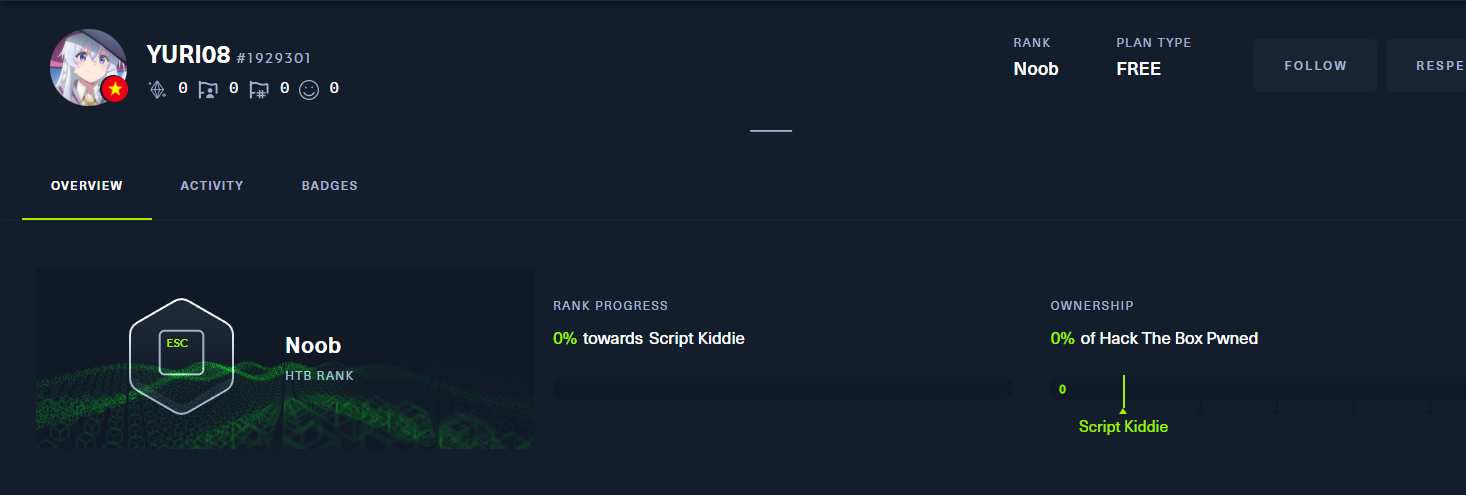 YURI08 #1929301
0 0 0 0
RANK
Noob
PLAN TYPE
FREE
FOLLOW
RESPE
OVERVIEW ACTIVITY BADGES
ESC
Noob
HTB RANK
RANK PROGRESS
0% towards Script Kiddie
OWNERSHIP
0% of Hack The Box Pwned
0
Script Kiddie